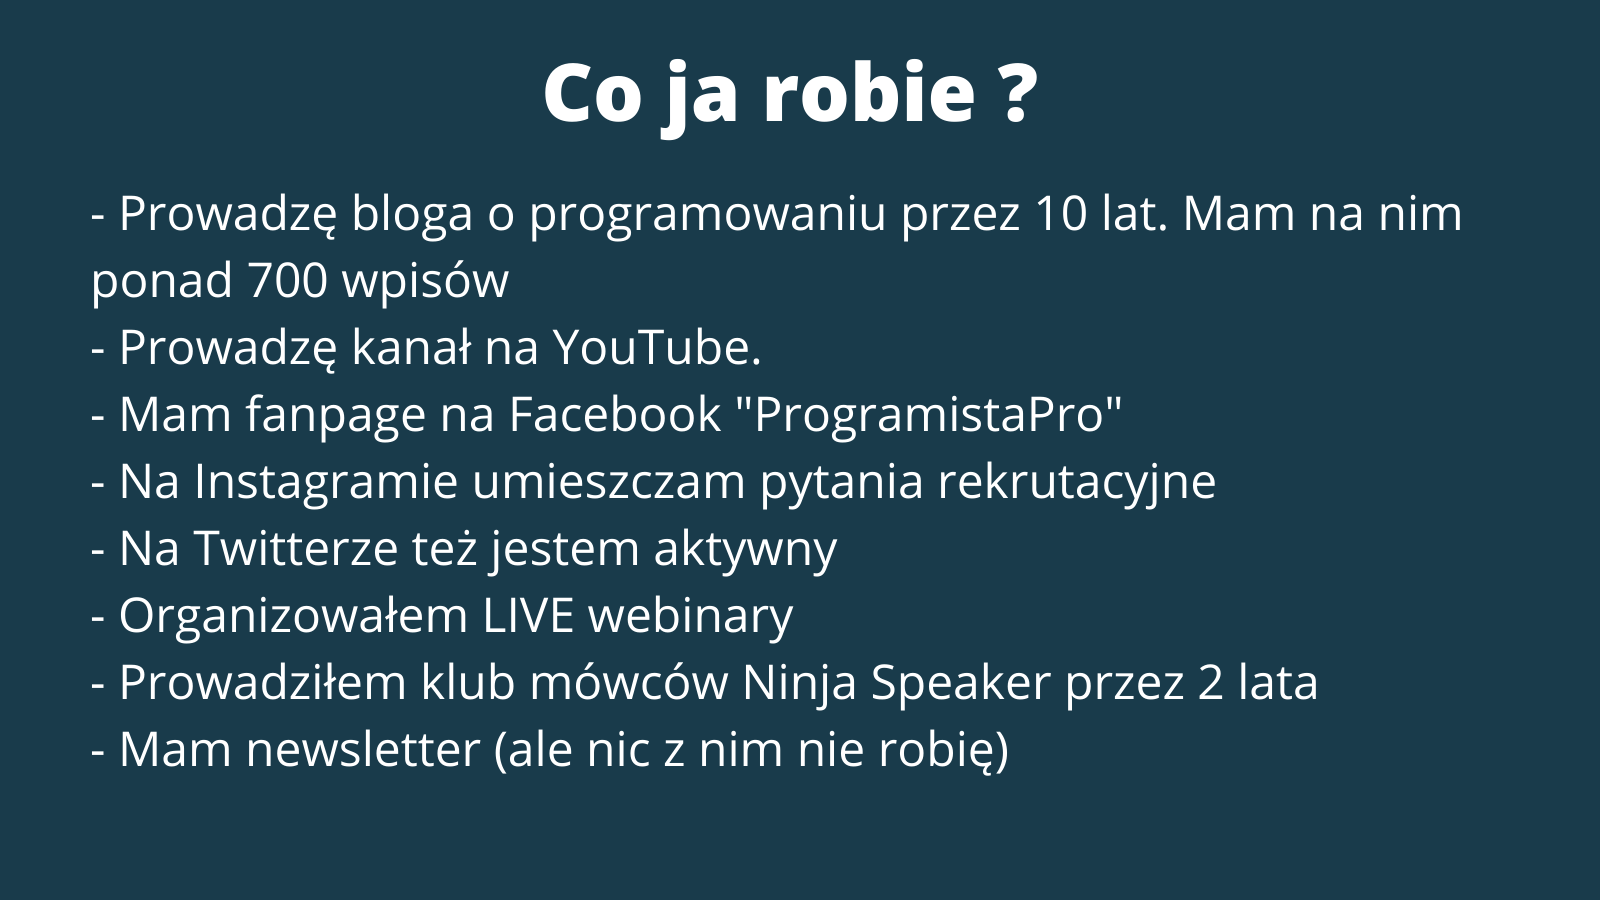 Co ja robie ?
- Prowadzę bloga o programowaniu przez 10 lat. Mam na nim
ponad 700 wpisów
- Prowadzę kanał na YouTube.
- Mam fanpage na Facebook "ProgramistaPro"
- Na Instagramie umieszczam pytania rekrutacyjne
- Na Twitterze też jestem aktywny
- Organizowałem LIVE webinary
- Prowadziłem klub mówców Ninja Speaker przez 2 lata
- Mam newsletter (ale nic z nim nie robię)